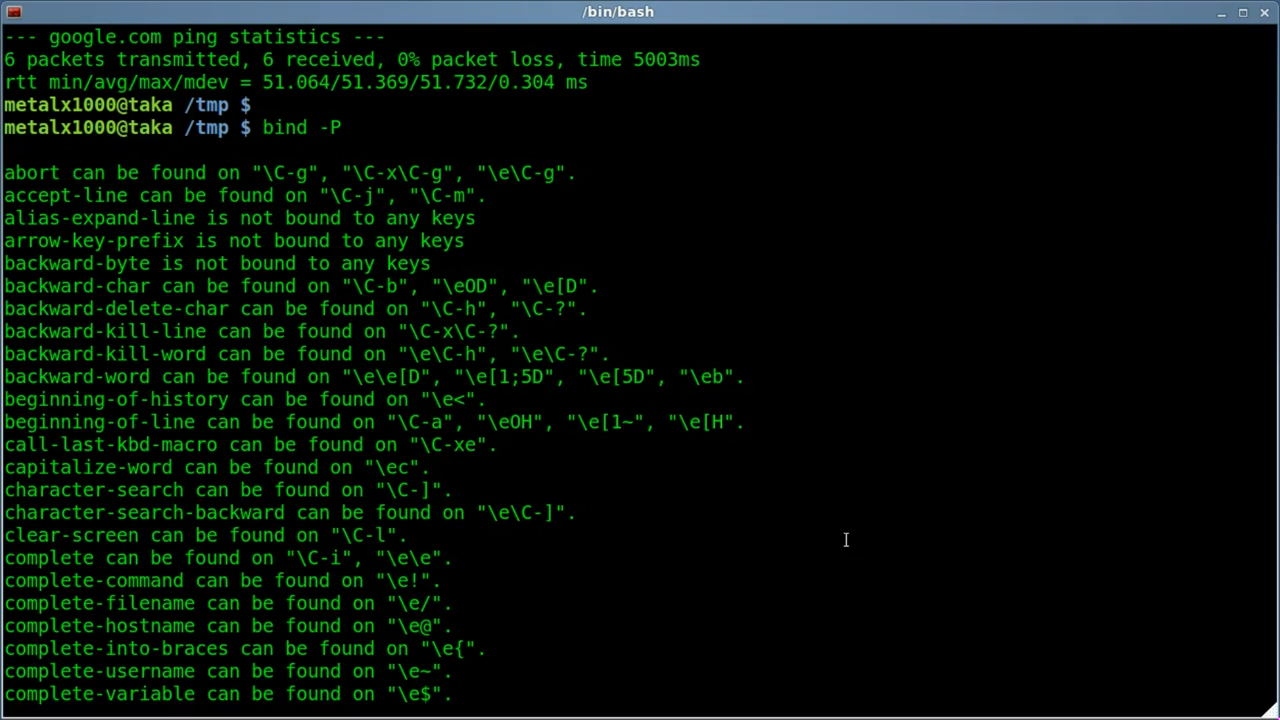 /bin/bash
--- google.com ping statistics ---
6 packets transmitted, 6 received, 0% packet loss, time 5003ms
rtt min/avg/max/mdev = 51.064/51.369/51.732/0.304 ms
metalx1000@taka /tmp $
metalx1000@taka /tmp $ bind -P
abort can be found on "\C-g", "\C-x\C-g", "\e\C-g".
accept-line can be found on "\C-j", "\C-m".
alias-expand-line is not bound to any keys
arrow-key-prefix is not bound to any keys
backward-byte is not bound to any keys
backward-char can be found on "\C-b", "\eOD", "\e[D".
backward-delete-char can be found on "\C-h", "\C-?".
backward-kill-line can be found on "\C-x\C-?".
backward-kill-word can be found on "\e\C-h", "\e\C-?".
backward-word can be found on "\e\e[D", "\e[1;5D", "\e[5D", "\eb".
beginning-of-history can be found on "\e<".
beginning-of-line can be found on "\C-a", "\eOH", "\e[1~", "\e[H".
call-last-kbd-macro can be found on "\C-xe".
capitalize-word can be found on "\ec".
character-search can be found on "\C-]".
character-search-backward can be found on "\e\C-]".
clear-screen can be found on "\C-l".
complete can be found on "\C-i", "\e\e".
complete-command can be found on "\e!".
complete-filename can be found on "\e/".
complete-hostname can be found on "\e@".
complete-into-braces can be found on "\e{".
complete-username can be found on "\e~".
complete-variable can be found on "\e$".